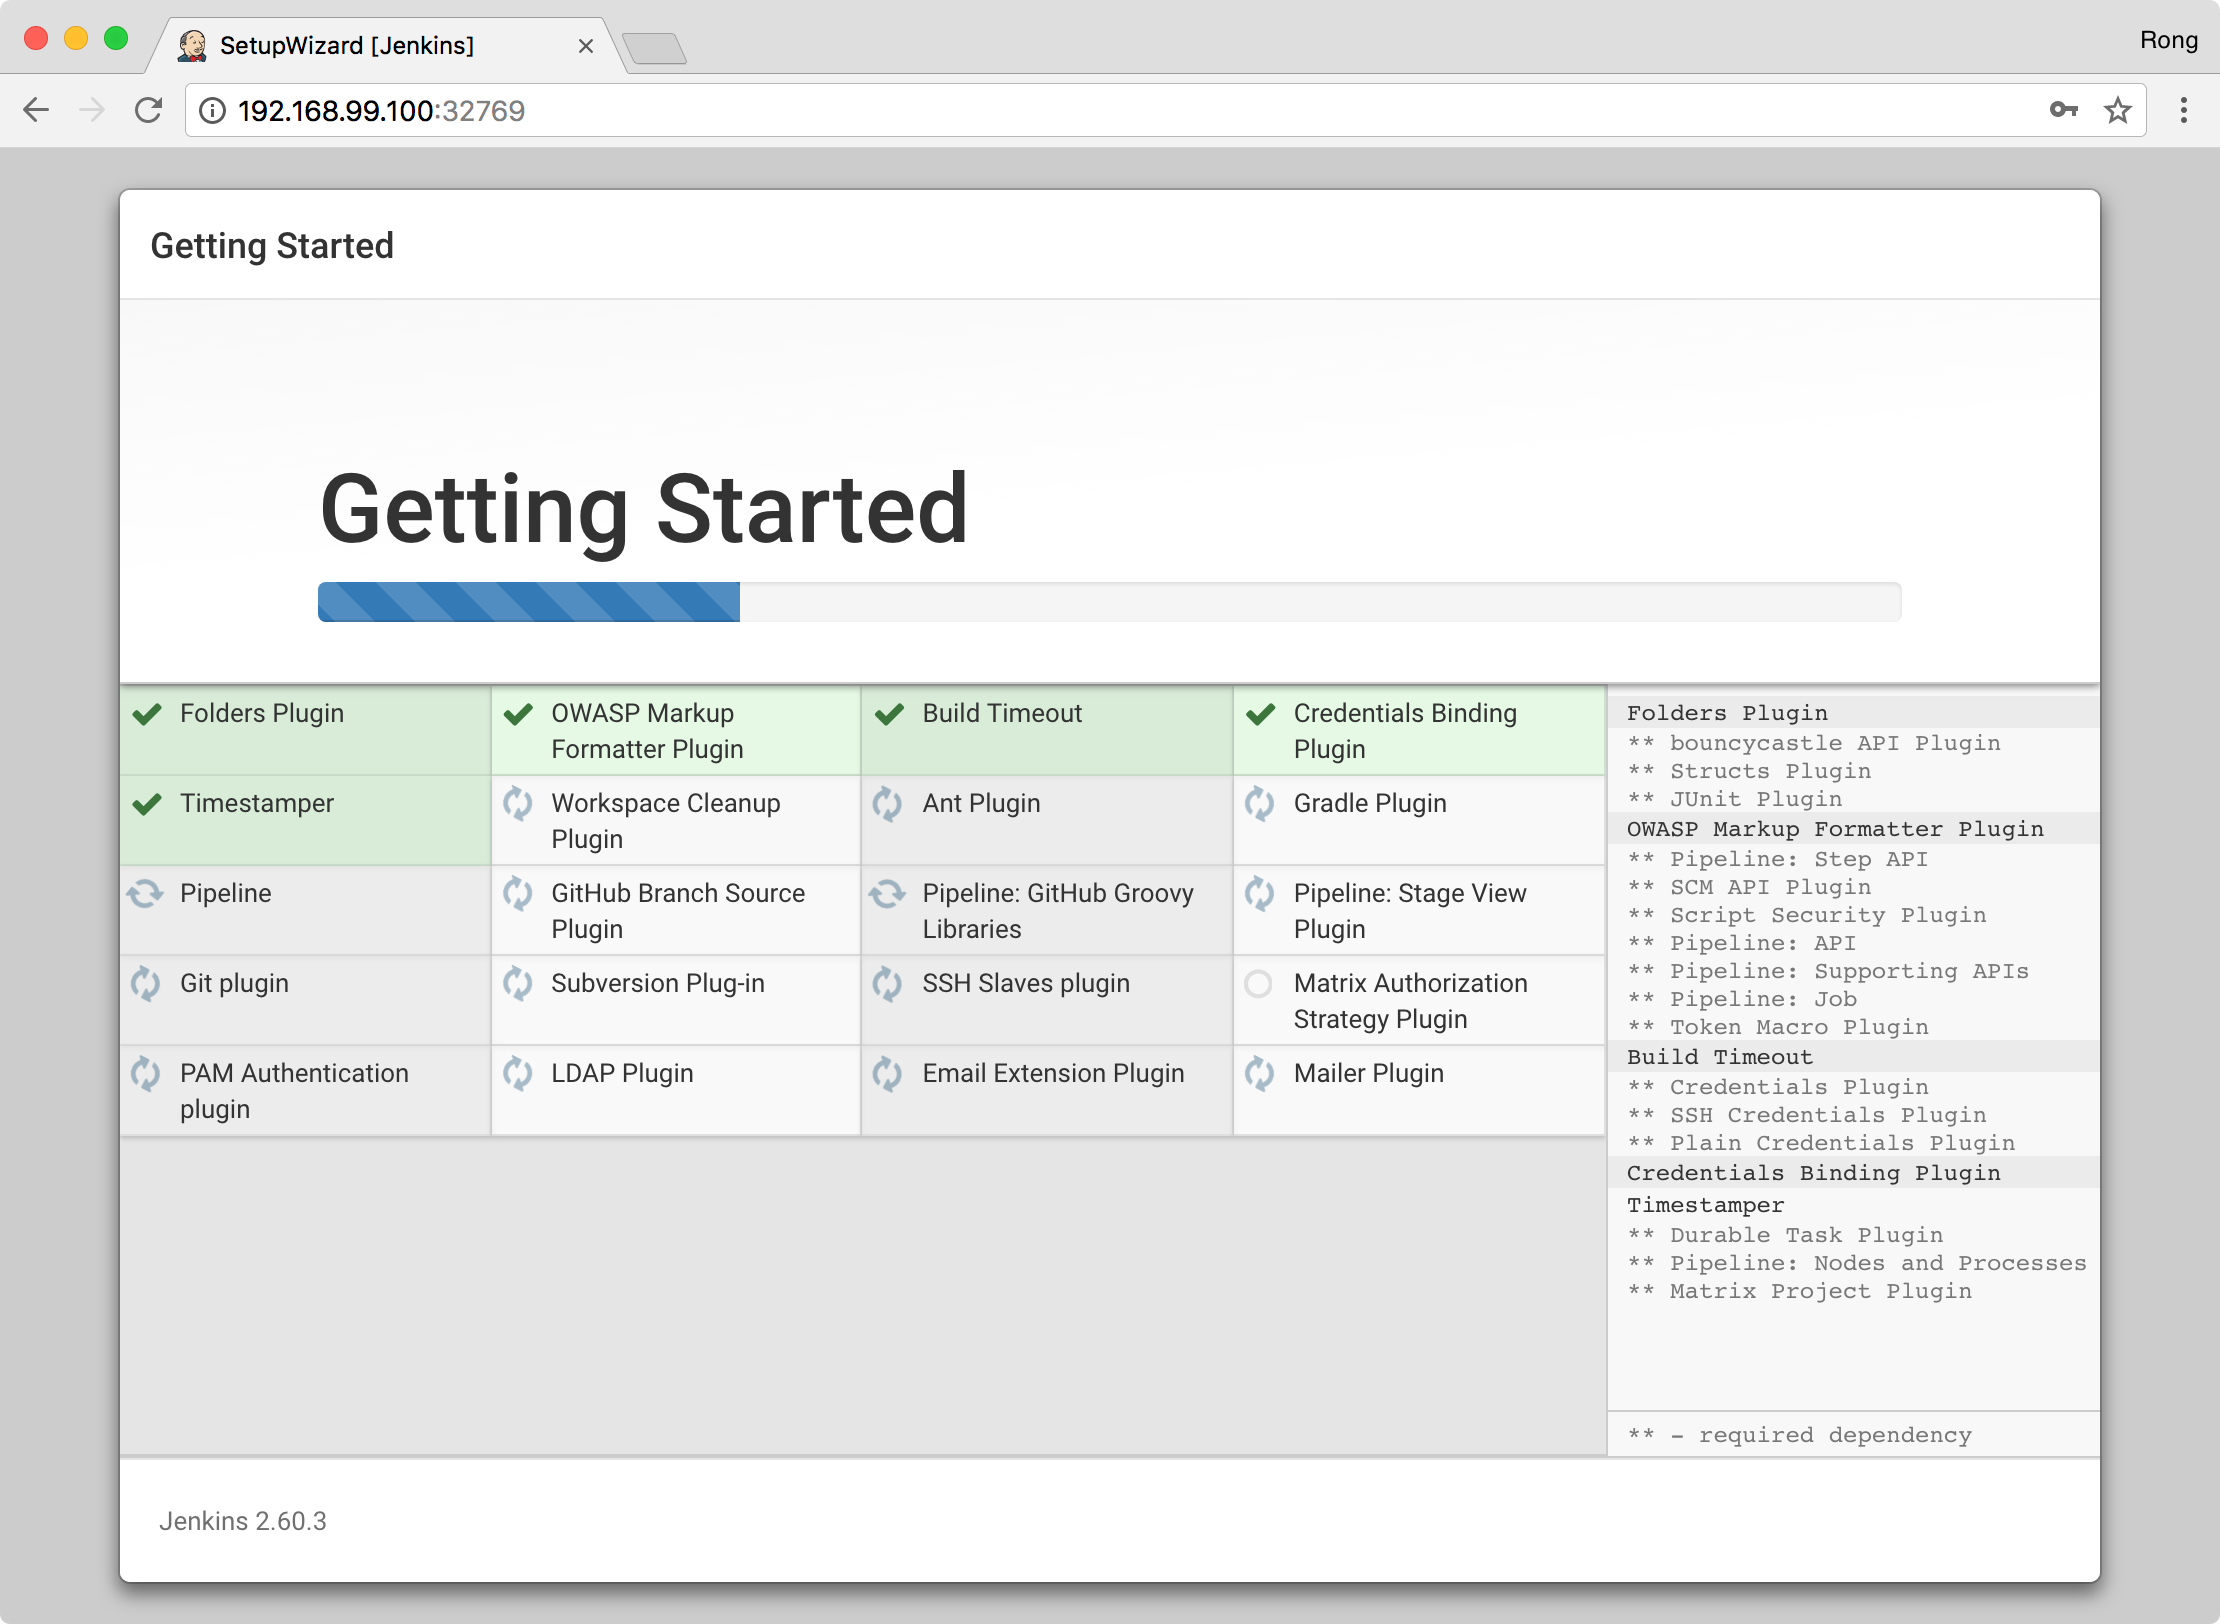 SetupWizard [Jenkins]
Rong
192.168.99.100:32769
Getting Started
Getting Started
Folders Plugin
OWASP Markup
Formatter Plugin
Build Timeout
Credentials Binding
Plugin
Timestamper
Workspace Cleanup
Plugin
Ant Plugin
Gradle Plugin
Pipeline
GitHub Branch Source
Plugin
Pipeline: GitHub Groovy
Libraries
Pipeline: Stage View
Plugin
Git plugin
Subversion Plug-in
SSH Slaves plugin
Matrix Authorization
Strategy Plugin
PAM Authentication
plugin
LDAP Plugin
Email Extension Plugin
Mailer Plugin
Folders Plugin
** bouncycastle API Plugin
** Structs Plugin
** JUnit Plugin
OWASP Markup Formatter Plugin
** Pipeline: Step API
** SCM API Plugin
** Script Security Plugin
** Pipeline: API
** Pipeline: Supporting APIs
** Pipeline: Job
** Token Macro Plugin
Build Timeout
** Credentials Plugin
** SSH Credentials Plugin
** Plain Credentials Plugin
Credentials Binding Plugin
Timestamper
** Durable Task Plugin
** Pipeline: Nodes and Processes
** Matrix Project Plugin
** - required dependency
Jenkins 2.60.3